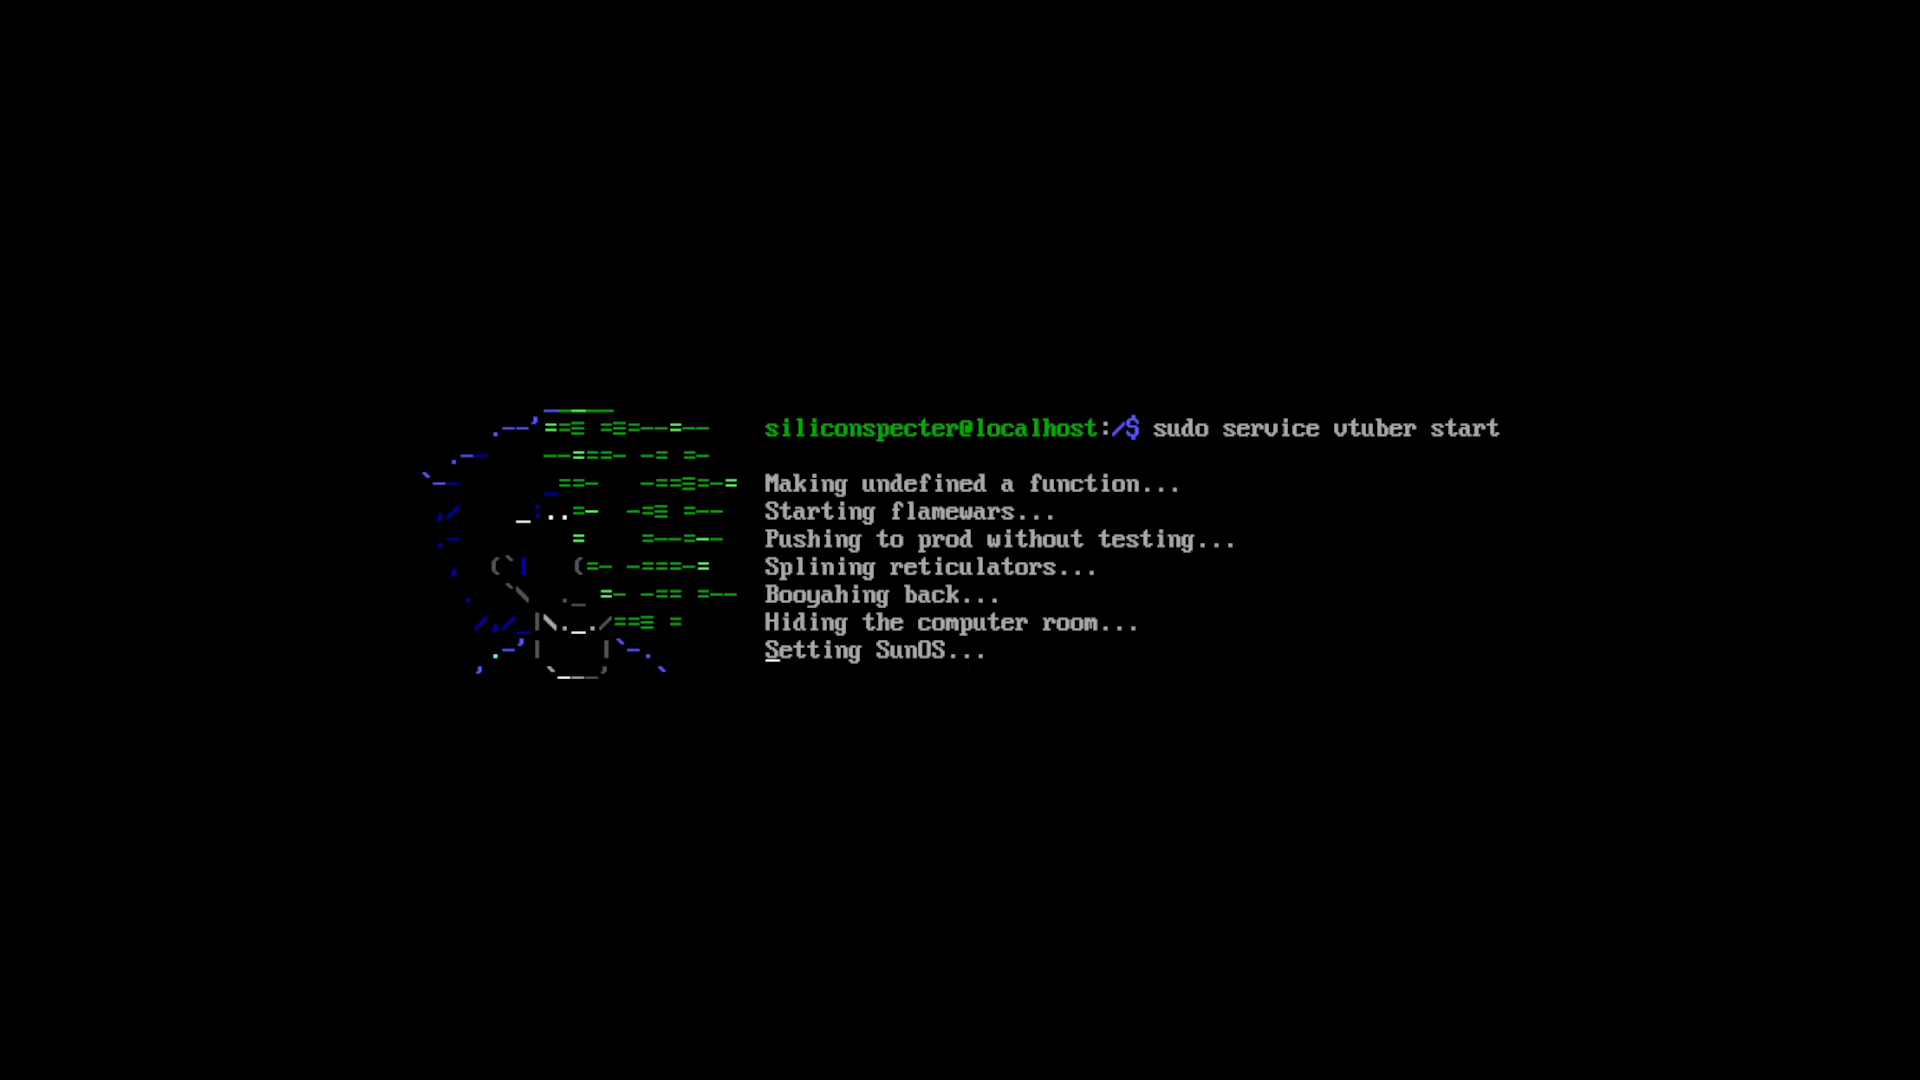 siliconspecter@localhost:/$ sudo service vtuber start
Making undefined a function...
Starting flamewars...
Pushing to prod without testing...
Splining reticulators...
Booyahing back...
Hiding the computer room...
Setting SunOS...